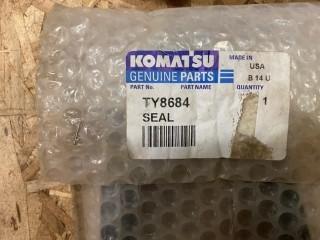 KOMATSU
GENUINE PARTS
MADE IN
USA
B 14 U
PART No. PART NAME QUANTITY
TY8684 1
SEAL